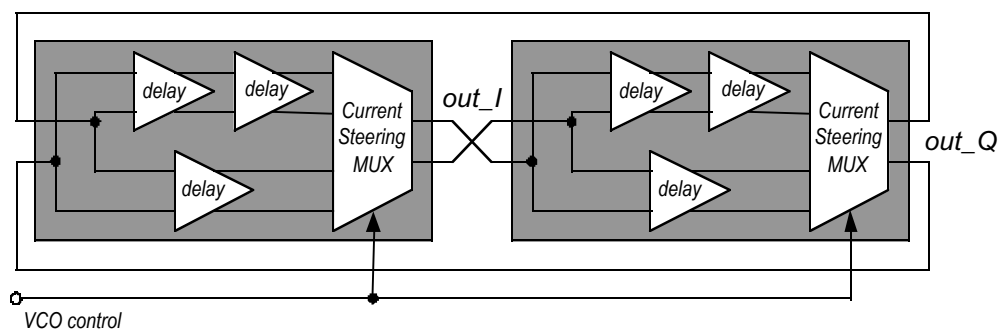 delay
delay
Current
Steering
MUX
delay
out_I
delay
delay
Current
Steering
MUX
delay
out_Q
VCO control